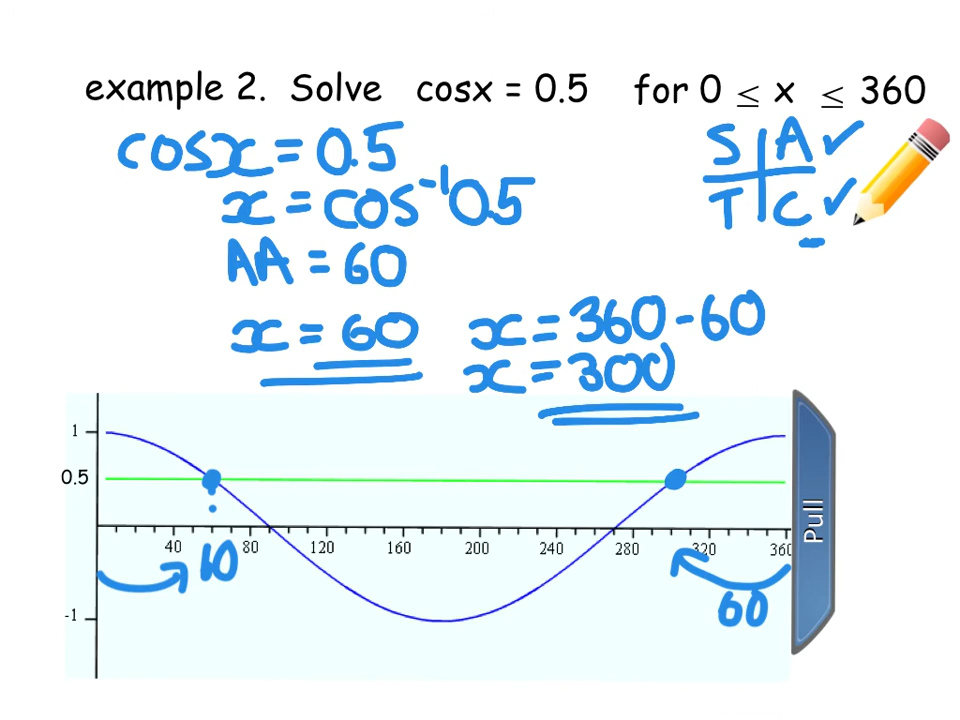 example 2. Solve cosx = 0.5 for 0 ≤ x ≤ 360
cosx = 0.5
S A ✓
x = cos⁻¹0.5
T C ✓
AA = 60
x = 60 x = 360 - 60
x = 300
1
0.5
40 80 120 160 200 240 280 320 360
60
60
-1
Pull